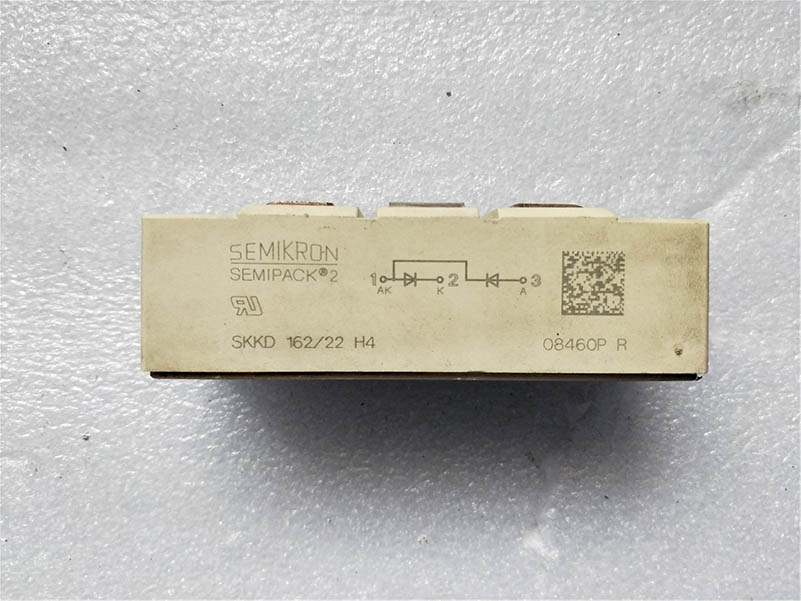 SEMIKRON
SEMIPACK®2
1 2 3
AK K A
SKKD 162/22 H4
08460P R